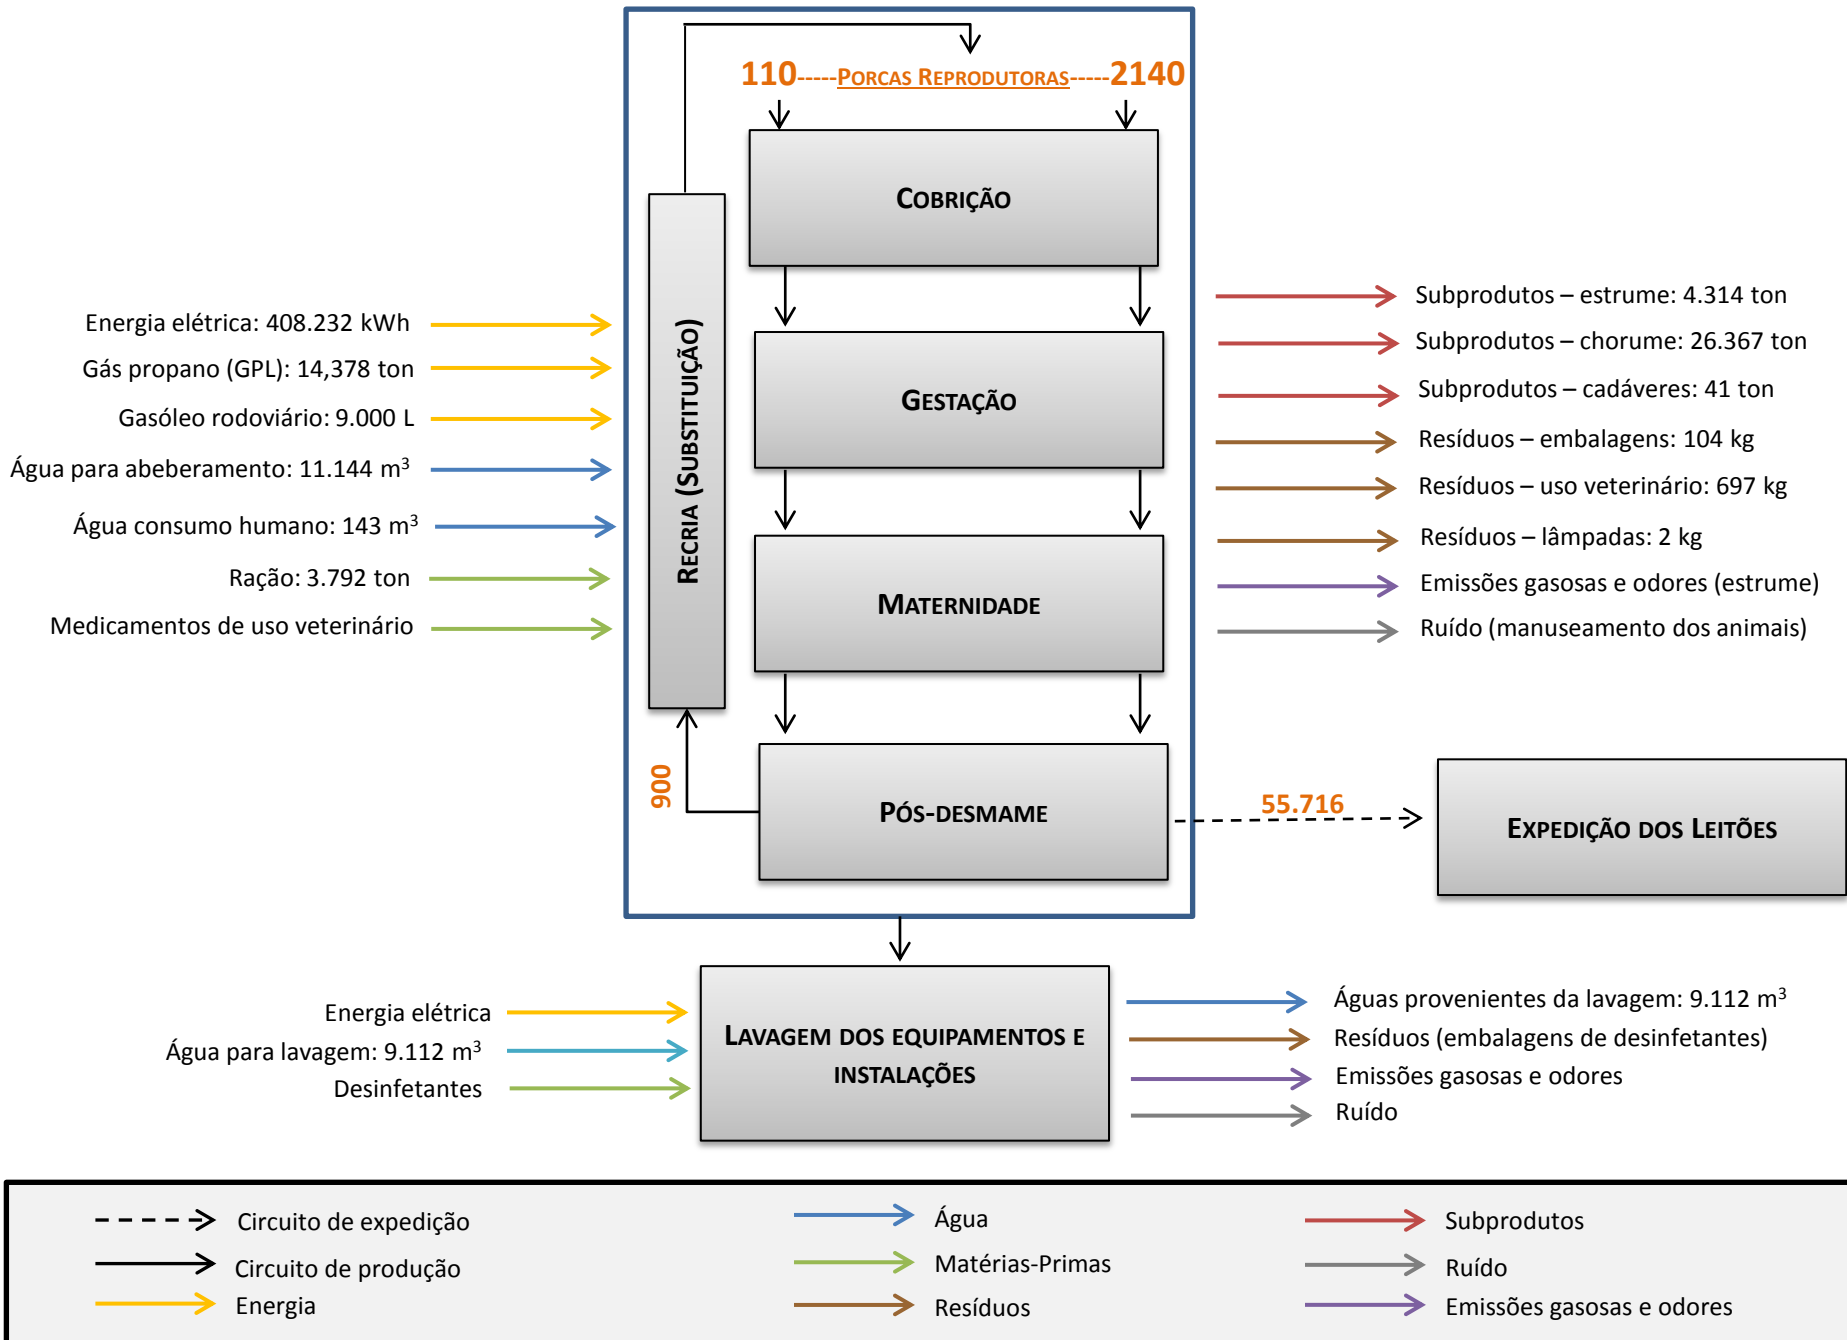 110-----PORCAS REPRODUTORAS-----2140
COBRIÇÃO
GESTAÇÃO
MATERNIDADE
PÓS-DESMAME
RECRIA (SUBSTITUIÇÃO)
900
55.716
EXPEDIÇÃO DOS LEITÕES
Energia elétrica: 408.232 kWh
Gás propano (GPL): 14,378 ton
Gasóleo rodoviário: 9.000 L
Água para abeberamento: 11.144 m³
Água consumo humano: 143 m³
Ração: 3.792 ton
Medicamentos de uso veterinário
Subprodutos – estrume: 4.314 ton
Subprodutos – chorume: 26.367 ton
Subprodutos – cadáveres: 41 ton
Resíduos – embalagens: 104 kg
Resíduos – uso veterinário: 697 kg
Resíduos – lâmpadas: 2 kg
Emissões gasosas e odores (estrume)
Ruído (manuseamento dos animais)
Energia elétrica
Água para lavagem: 9.112 m³
Desinfetantes
LAVAGEM DOS EQUIPAMENTOS E
INSTALAÇÕES
Águas provenientes da lavagem: 9.112 m³
Resíduos (embalagens de desinfetantes)
Emissões gasosas e odores
Ruído
Circuito de expedição
Circuito de produção
Energia
Água
Matérias-Primas
Resíduos
Subprodutos
Ruído
Emissões gasosas e odores